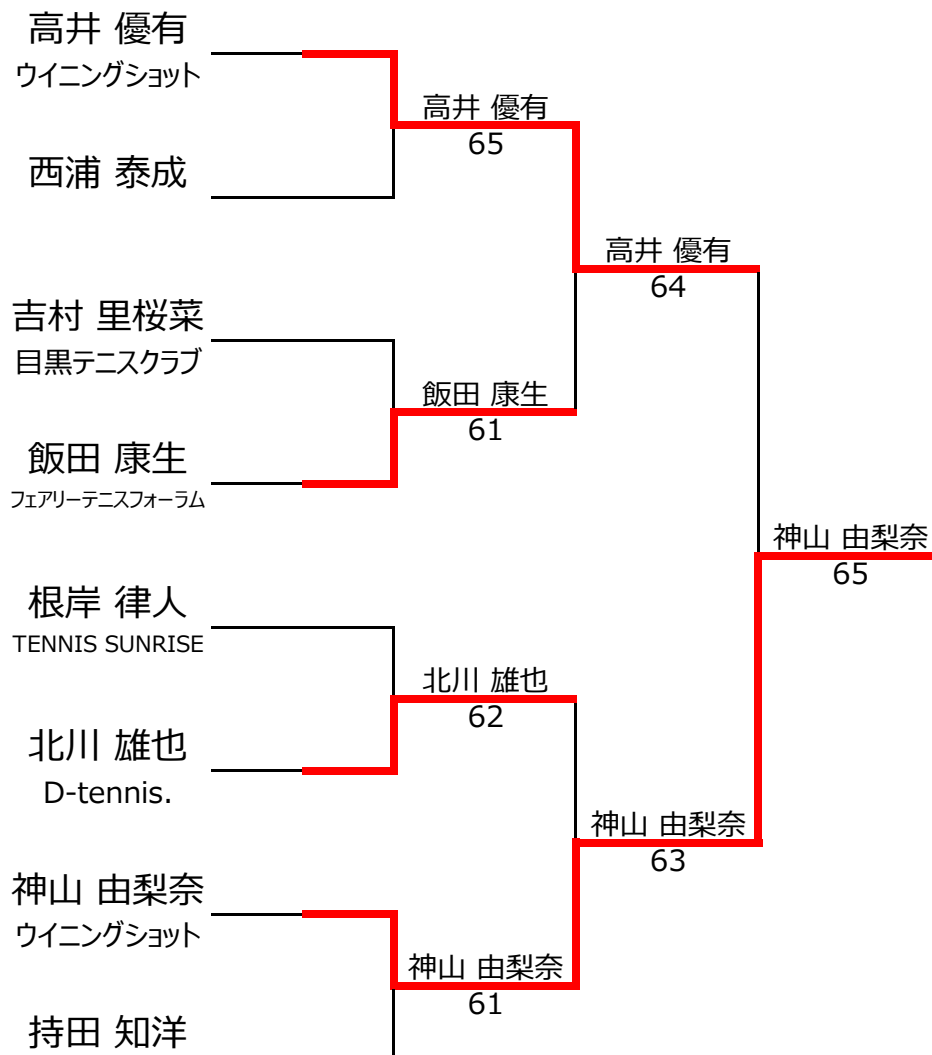 高井 優有
ウイニングショット
高井 優有
65
西浦 泰成
高井 優有
64
吉村 里桜菜
目黒テニスクラブ
飯田 康生
61
飯田 康生
フェアリーテニスフォーラム
神山 由梨奈
65
根岸 律人
TENNIS SUNRISE
北川 雄也
62
北川 雄也
D-tennis.
神山 由梨奈
63
神山 由梨奈
ウイニングショット
神山 由梨奈
61
持田 知洋